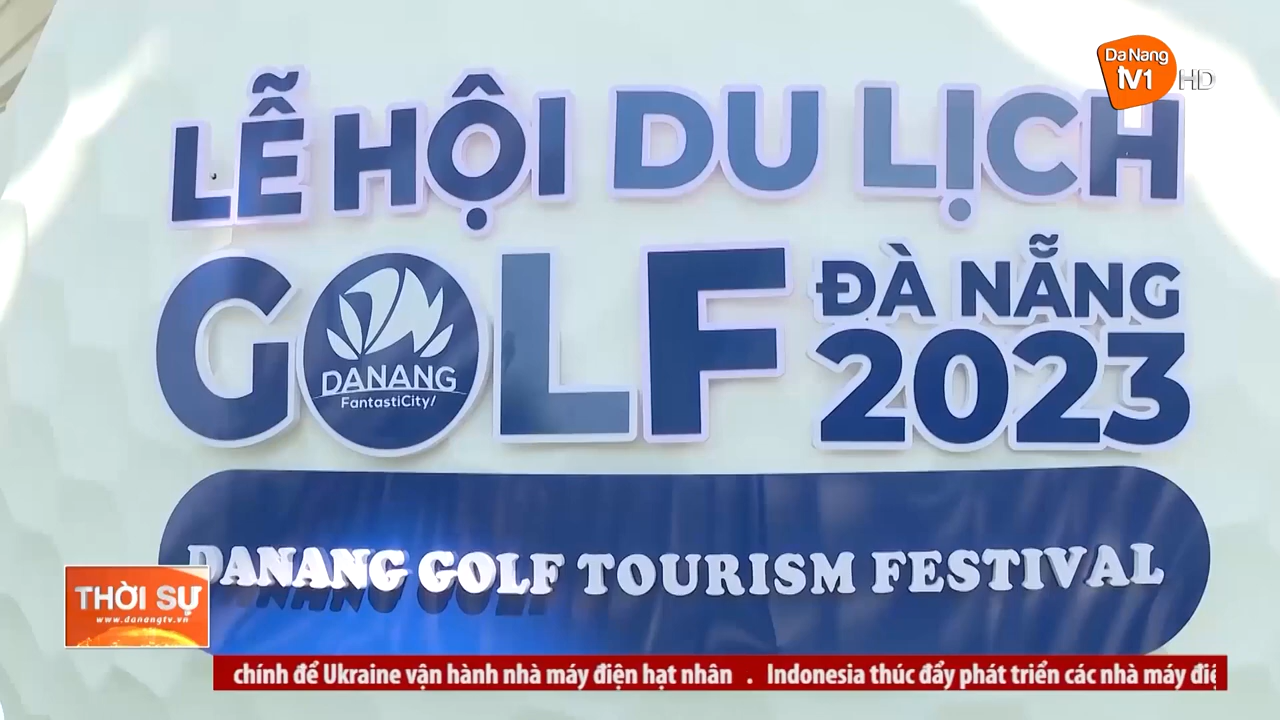 DaNang
TV1 HD
LỄ HỘI DU LỊCH
GOLF ĐÀ NẴNG
2023
DANANG
FantastiCity!
DANANG GOLF TOURISM FESTIVAL
THỜI SỰ
www.danangtv.vn
chính để Ukraine vận hành nhà máy điện hạt nhân . Indonesia thúc đẩy phát triển các nhà máy